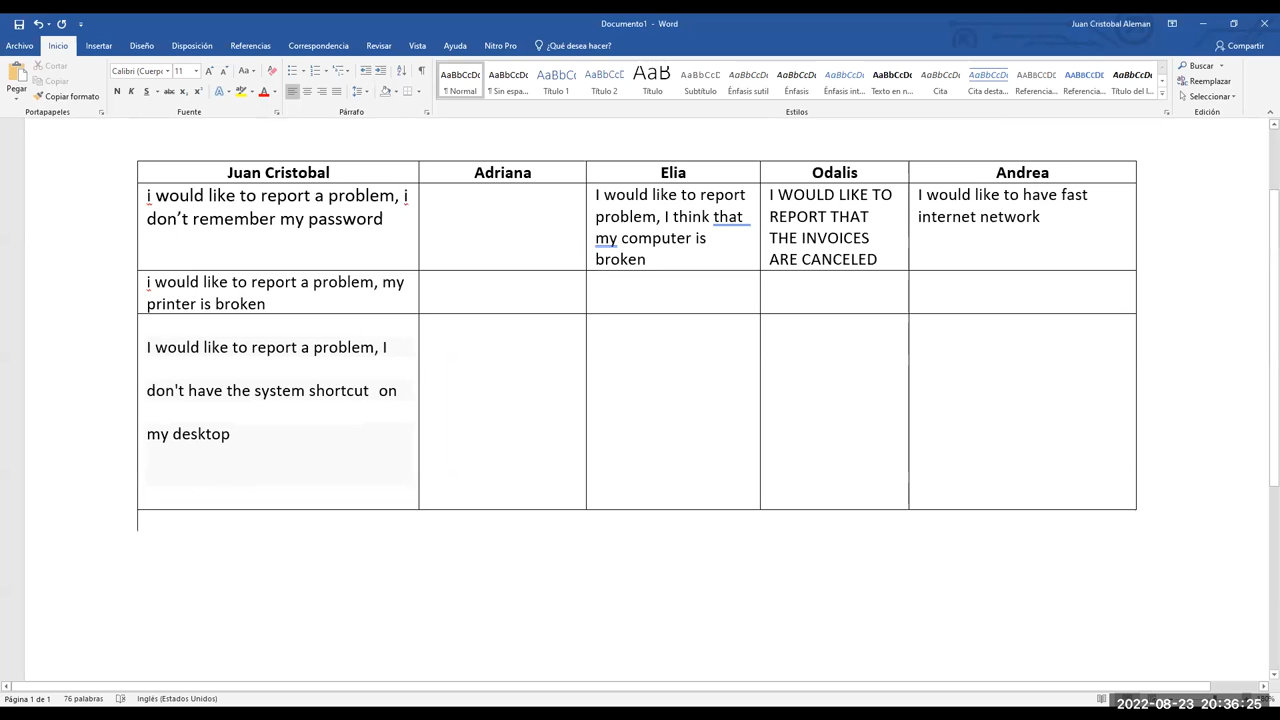 Documento1 - Word
Juan Cristobal Aleman
Archivo Inicio Insertar Diseño Disposición Referencias Correspondencia Revisar Vista Ayuda Nitro Pro ¿Qué desea hacer? Compartir
Pegar
Cortar
Copiar
Copiar formato
Portapapeles
Calibri (Cuerpo 11
Fuente
Párrafo
AaBbCcDc AaBbCcDc AaBbCcDc AaBbCcDc AaB AaBbCcDc AaBbCcDc AaBbCcDc AaBbCcDc AaBbCcDc AaBbCcDc AaBbCcDc AaBbCcDc AaBbCcDc AaBbCcDc
¶ Normal ¶ Sin espa... Título 1 Título 2 Título Subtítulo Énfasis sutil Énfasis Énfasis int... Texto en n... Cita Cita desta... Referencia... Referencia... Título del l...
Estilos
Buscar
Reemplazar
Seleccionar
Edición
Juan Cristobal Adriana Elia Odalis Andrea
i would like to report a problem, i
don’t remember my password
I would like to report
problem, I think that
my computer is
broken
I WOULD LIKE TO
REPORT THAT
THE INVOICES
ARE CANCELED
I would like to have fast
internet network
i would like to report a problem, my
printer is broken
I would like to report a problem, I
don't have the system shortcut on
my desktop
Página 1 de 1 76 palabras Inglés (Estados Unidos)
2022-08-23 20:36:25